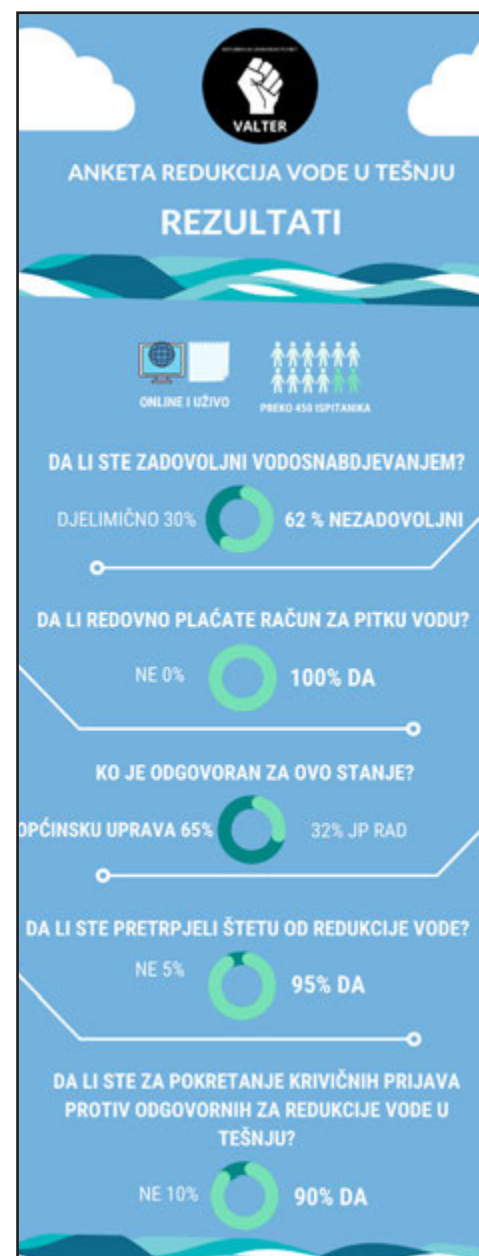 VALTER
ANKETA REDUKCIJA VODE U TEŠNJU
REZULTATI
ONLINE I UŽIVO
PREKO 450 ISPITANIKA
DA LI STE ZADOVOLJNI VODOSNABDJEVANJEM?
DJELIMIČNO 30%
62 % NEZADOVOLJNI
DA LI REDOVNO PLAĆATE RAČUN ZA PITKU VODU?
NE 0%
100% DA
KO JE ODGOVORAN ZA OVO STANJE?
OPĆINSKU UPRAVA 65%
32% JP RAD
DA LI STE PRETRPJELI ŠTETU OD REDUKCIJE VODE?
NE 5%
95% DA
DA LI STE ZA POKRETANJE KRIVIČNIH PRIJAVA
PROTIV ODGOVORNIH ZA REDUKCIJE VODE U
TEŠNJU?
NE 10%
90% DA